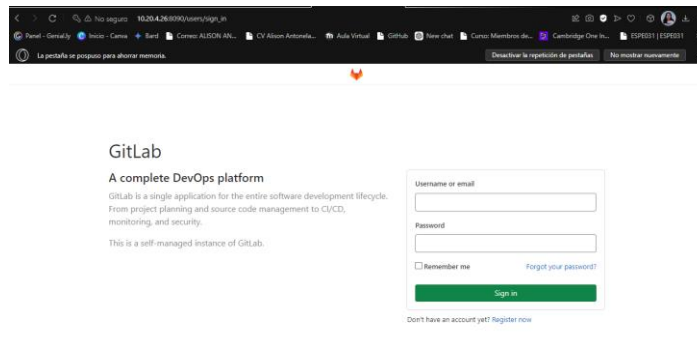 No seguro 10.20.4.26:8090/users/sign_in
Panel - Genial.ly Inicio - Canva Bard Correo: ALISON AN... CV Alison Antonela... Aula Virtual GitHub New chat Curso: Miembros de... Cambridge One In... ESPE031 | ESPE031
La pestaña se pospuso para ahorrar memoria. Desactivar la repetición de pestañas No mostrar nuevamente
GitLab
A complete DevOps platform
GitLab is a single application for the entire software development lifecycle.
From project planning and source code management to CI/CD,
monitoring, and security.
This is a self-managed instance of GitLab.
Username or email
Password
Remember me Forgot your password?
Sign in
Don't have an account yet? Register now